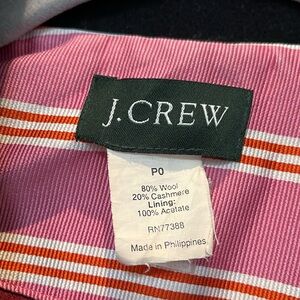 J.CREW
P0
80% Wool
20% Cashmere
Lining:
100% Acetate
RN77388
Made in Philippines